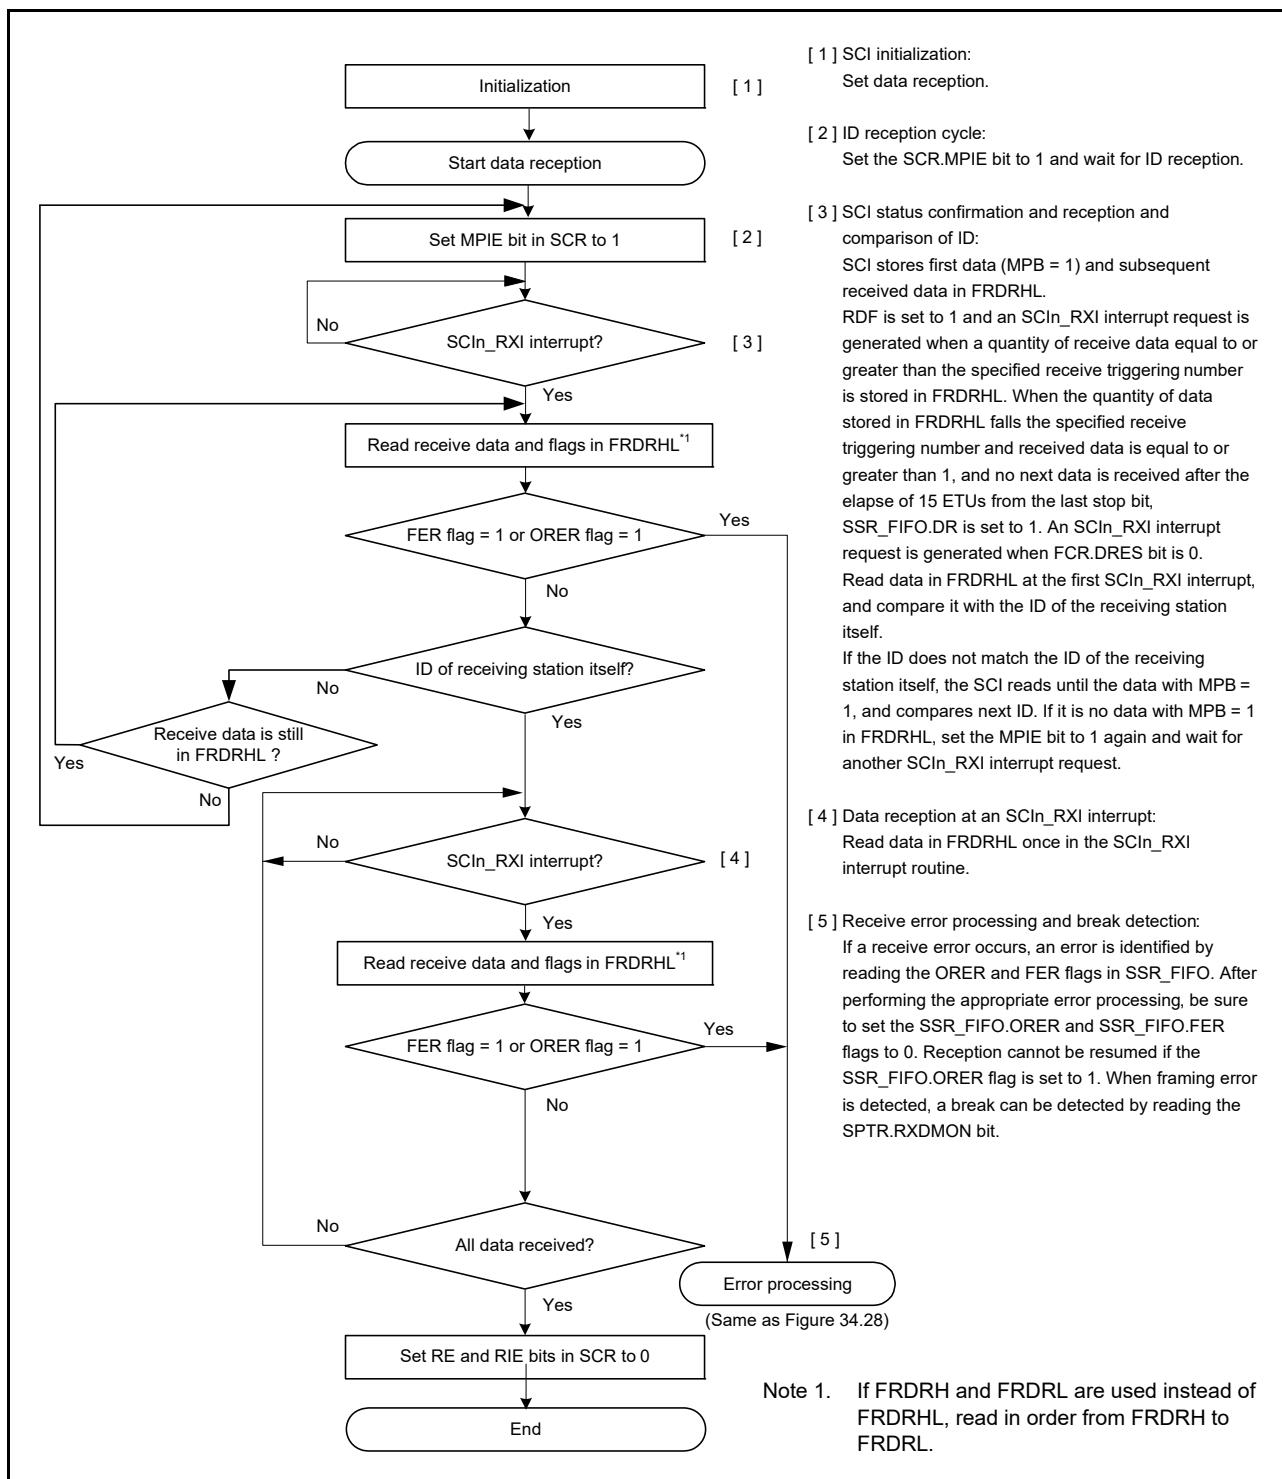 Initialization
[ 1 ]
Start data reception
Set MPIE bit in SCR to 1
[ 2 ]
No
SCIn_RXI interrupt?
[ 3 ]
Yes
Read receive data and flags in FRDRHL*1
FER flag = 1 or ORER flag = 1
Yes
No
ID of receiving station itself?
No
Yes
Receive data is still
in FRDRHL ?
Yes
No
No
SCIn_RXI interrupt?
[ 4 ]
Yes
Read receive data and flags in FRDRHL*1
FER flag = 1 or ORER flag = 1
Yes
No
No
All data received?
[ 5 ]
Error processing
(Same as Figure 34.28)
Yes
Set RE and RIE bits in SCR to 0
End
[ 1 ] SCI initialization:
Set data reception.
[ 2 ] ID reception cycle:
Set the SCR.MPIE bit to 1 and wait for ID reception.
[ 3 ] SCI status confirmation and reception and
comparison of ID:
SCI stores first data (MPB = 1) and subsequent
received data in FRDRHL.
RDF is set to 1 and an SCIn_RXI interrupt request is
generated when a quantity of receive data equal to or
greater than the specified receive triggering number
is stored in FRDRHL. When the quantity of data
stored in FRDRHL falls the specified receive
triggering number and received data is equal to or
greater than 1, and no next data is received after the
elapse of 15 ETUs from the last stop bit,
SSR_FIFO.DR is set to 1. An SCIn_RXI interrupt
request is generated when FCR.DRES bit is 0.
Read data in FRDRHL at the first SCIn_RXI interrupt,
and compare it with the ID of the receiving station
itself.
If the ID does not match the ID of the receiving
station itself, the SCI reads until the data with MPB =
1, and compares next ID. If it is no data with MPB = 1
in FRDRHL, set the MPIE bit to 1 again and wait for
another SCIn_RXI interrupt request.
[ 4 ] Data reception at an SCIn_RXI interrupt:
Read data in FRDRHL once in the SCIn_RXI
interrupt routine.
[ 5 ] Receive error processing and break detection:
If a receive error occurs, an error is identified by
reading the ORER and FER flags in SSR_FIFO. After
performing the appropriate error processing, be sure
to set the SSR_FIFO.ORER and SSR_FIFO.FER
flags to 0. Reception cannot be resumed if the
SSR_FIFO.ORER flag is set to 1. When framing error
is detected, a break can be detected by reading the
SPTR.RXDMON bit.
Note 1. If FRDRH and FRDRL are used instead of
FRDRHL, read in order from FRDRH to
FRDRL.